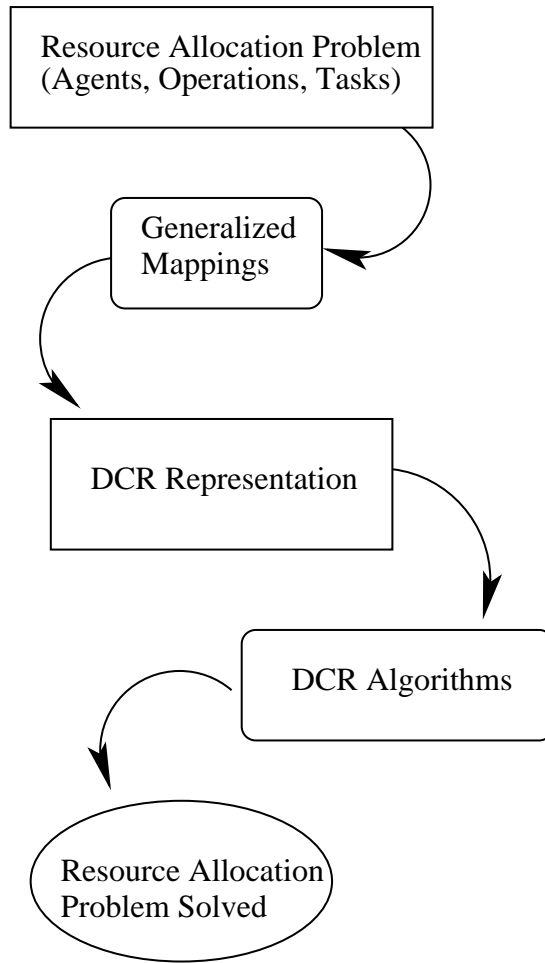 Resource Allocation Problem
(Agents, Operations, Tasks)
Generalized
Mappings
DCR Representation
DCR Algorithms
Resource Allocation
Problem Solved